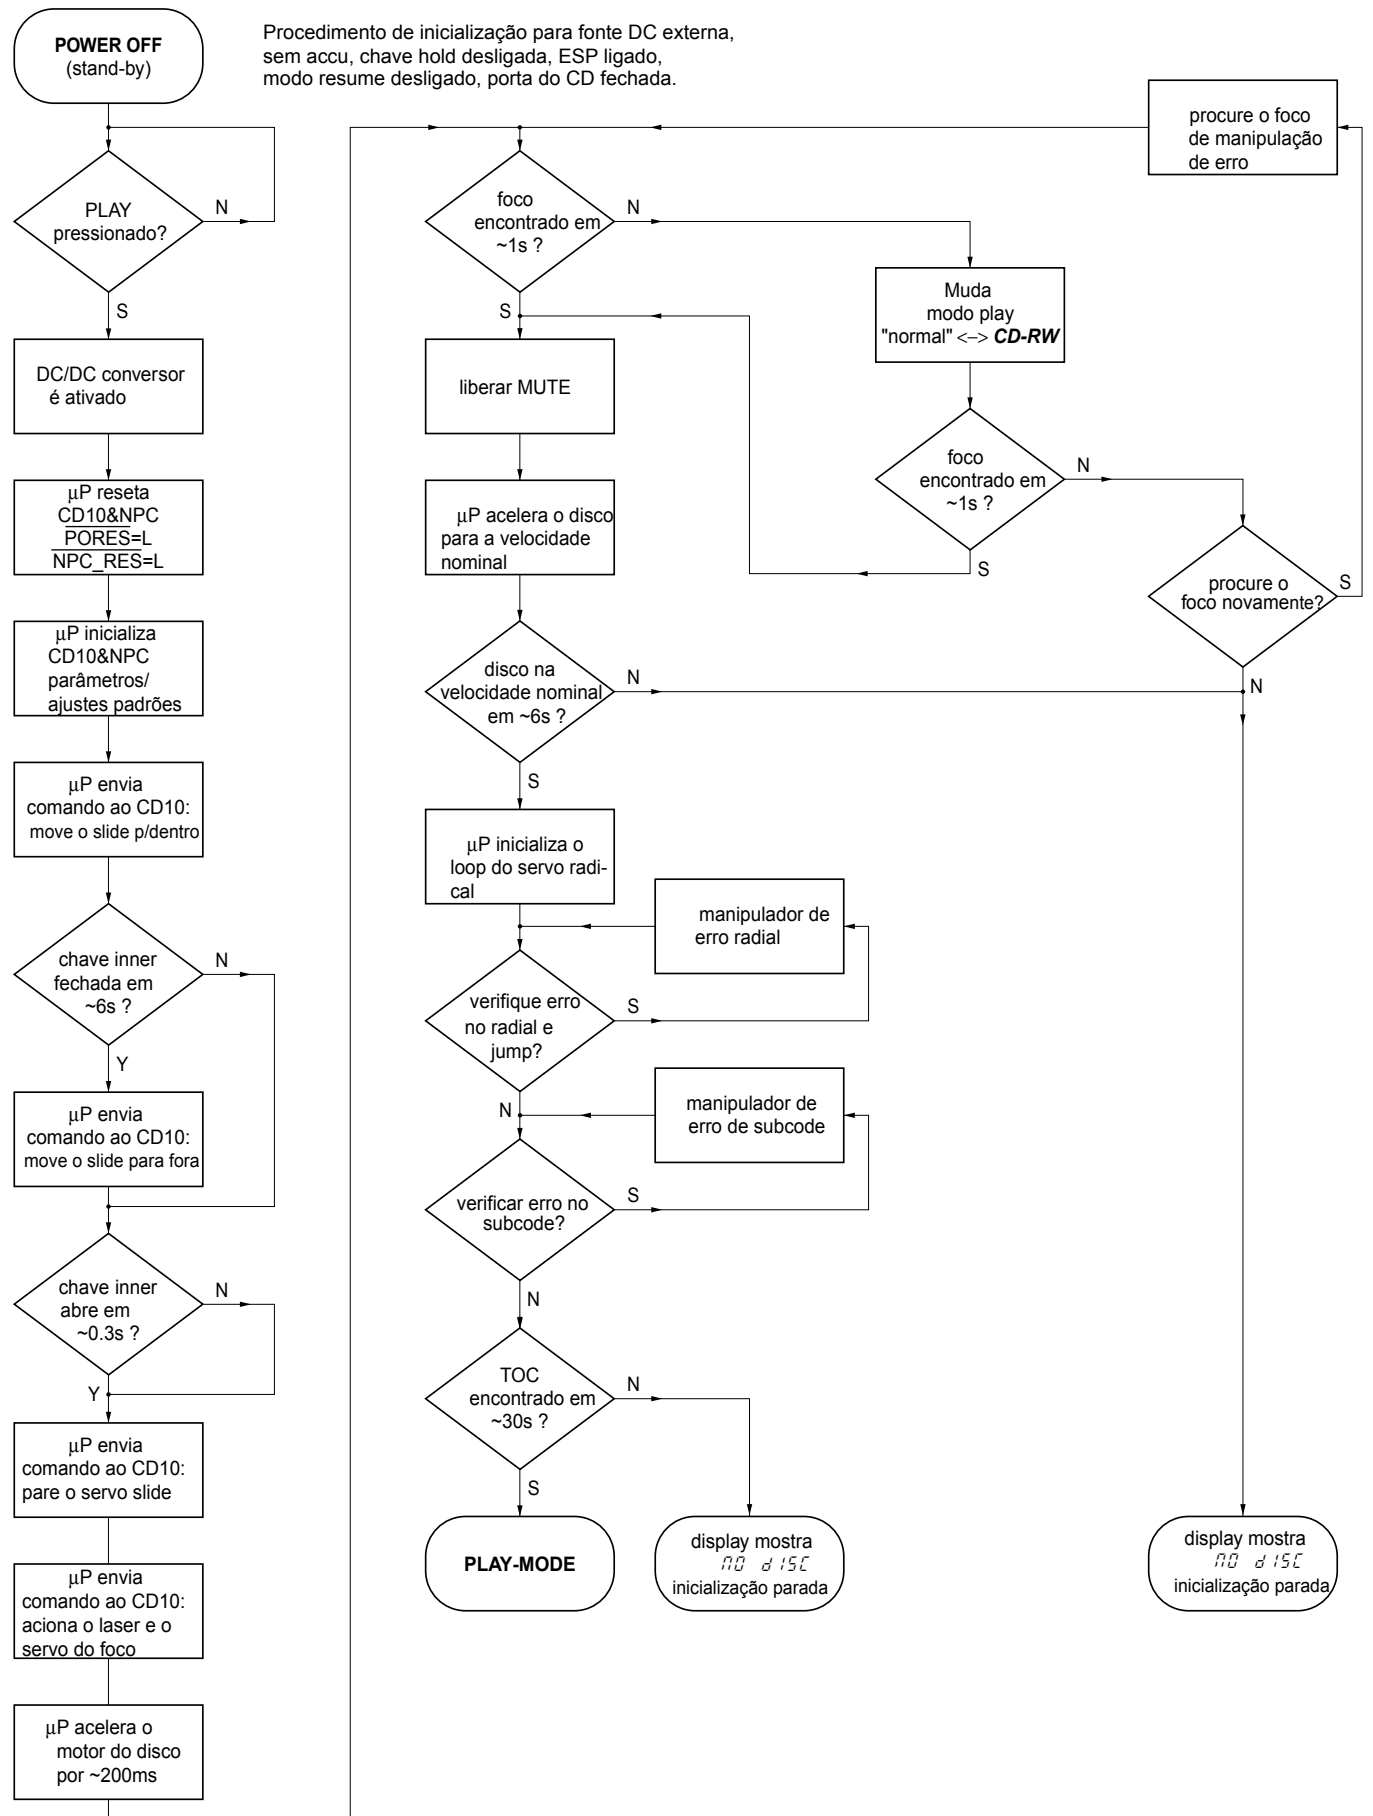 POWER OFF
(stand-by)
Procedimento de inicialização para fonte DC externa,
sem accu, chave hold desligada, ESP ligado,
modo resume desligado, porta do CD fechada.
PLAY
pressionado?
N
S
DC/DC conversor
é ativado
µP reseta
CD10&NPC
PORES=L
NPC_RES=L
µP inicializa
CD10&NPC
parâmetros/
ajustes padrões
µP envia
comando ao CD10:
move o slide p/dentro
chave inner
fechada em
~6s ?
N
Y
µP envia
comando ao CD10:
move o slide para fora
chave inner
abre em
~0.3s ?
N
Y
µP envia
comando ao CD10:
pare o servo slide
µP envia
comando ao CD10:
aciona o laser e o
servo do foco
µP acelera o
motor do disco
por ~200ms
foco
encontrado em
~1s ?
N
S
liberar MUTE
µP acelera o disco
para a velocidade
nominal
disco na
velocidade nominal
em ~6s ?
N
S
µP inicializa o
loop do servo radi-
cal
manipulador de
erro radial
verifique erro
no radial e
jump?
S
N
manipulador de
erro de subcode
verificar erro no
subcode?
S
N
TOC
encontrado em
~30s ?
N
S
PLAY-MODE
display mostra
no disc
inicialização parada
Muda
modo play
"normal" <–> CD-RW
foco
encontrado em
~1s ?
N
S
procure o foco
de manipulação
de erro
procure o
foco novamente?
S
N
display mostra
no disc
inicialização parada